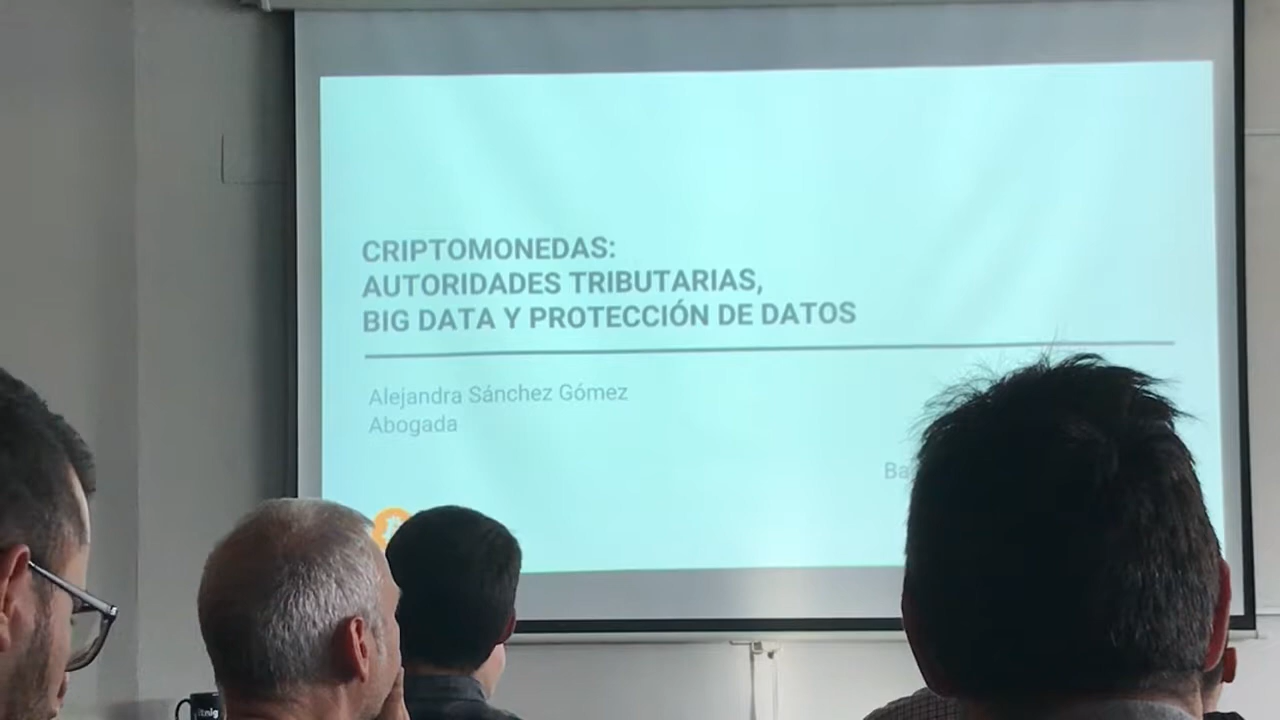 CRIPTOMONEDAS:
AUTORIDADES TRIBUTARIAS,
BIG DATA Y PROTECCIÓN DE DATOS
Alejandra Sánchez Gómez
Abogada